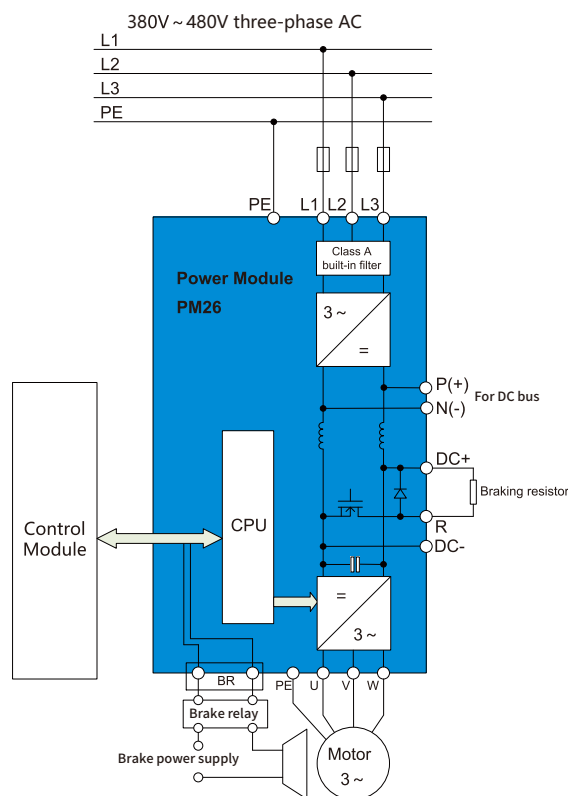 380V ~ 480V three-phase AC
L1
L2
L3
PE
PE L1 L2 L3
Class A
built-in filter
Power Module
PM26
3 ~
=
P(+)
For DC bus
N(-)
DC+
Braking resistor
R
DC-
Control
Module
CPU
=
3 ~
BR
PE U V W
Brake relay
Brake power supply
Motor
3 ~